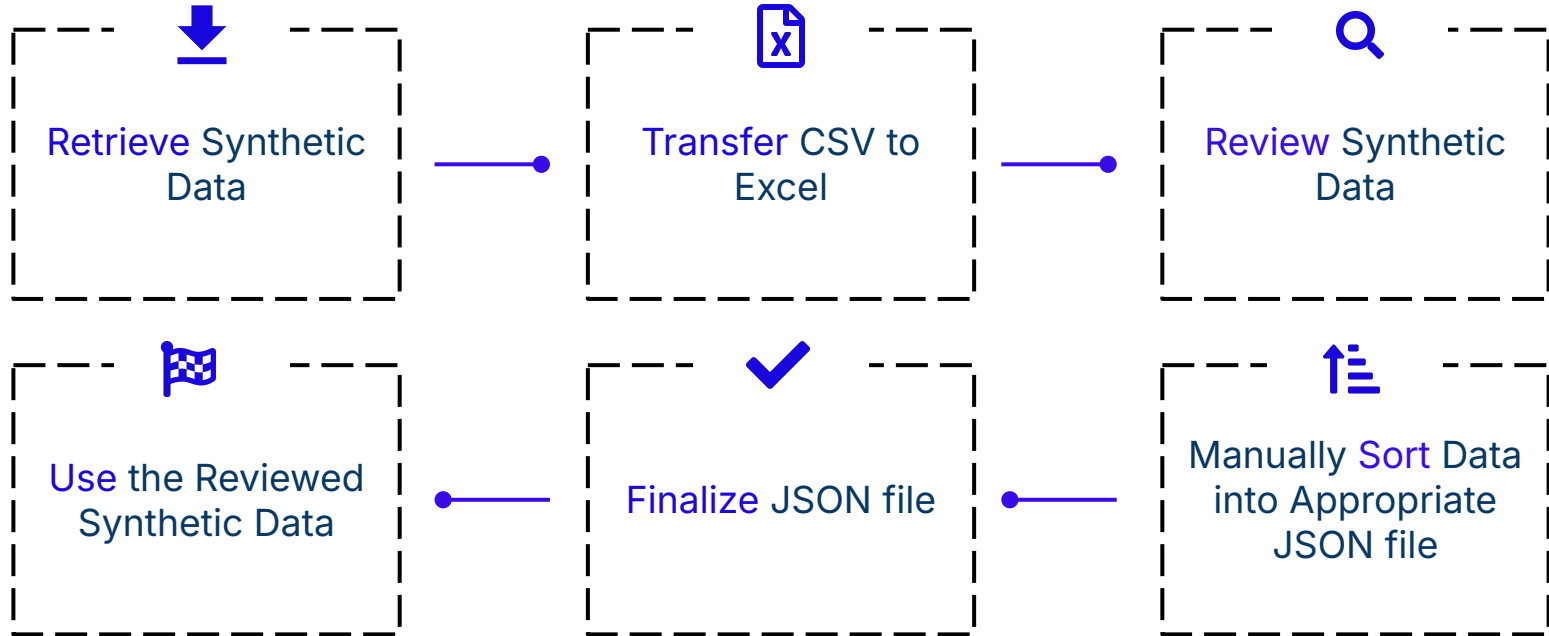 Retrieve Synthetic
Data
Transfer CSV to
Excel
Review Synthetic
Data
Manually Sort Data
into Appropriate
JSON file
Finalize JSON file
Use the Reviewed
Synthetic Data